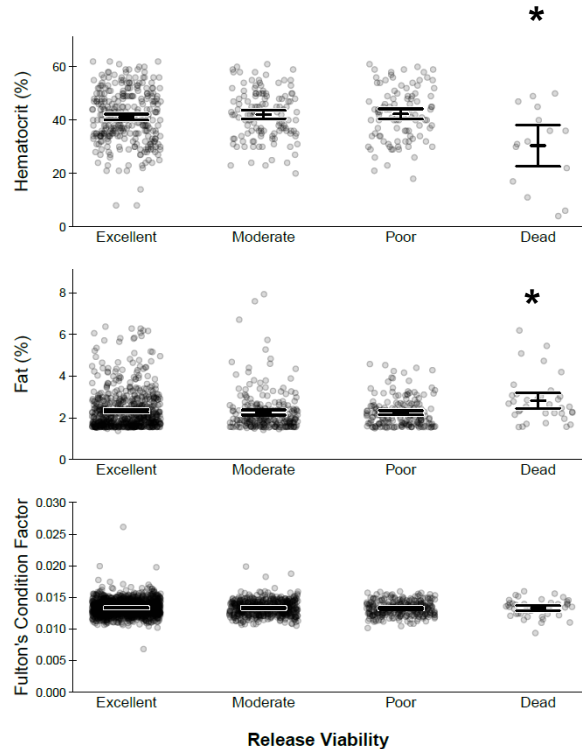 *
Hematocrit (%)
60
40
20
0
Excellent Moderate Poor Dead
*
Fat (%)
8
6
4
2
0
Excellent Moderate Poor Dead
Fulton's Condition Factor
0.030
0.025
0.020
0.015
0.010
0.005
0.000
Excellent Moderate Poor Dead
Release Viability